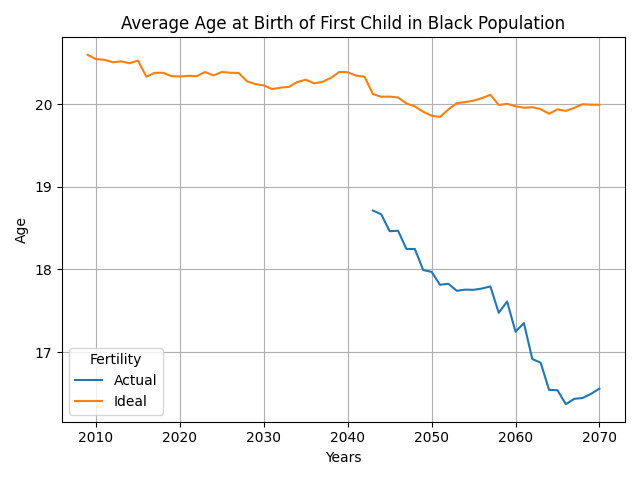 Average Age at Birth of First Child in Black Population
Age
20
19
18
17
Fertility
Actual
Ideal
2010 2020 2030 2040 2050 2060 2070
Years